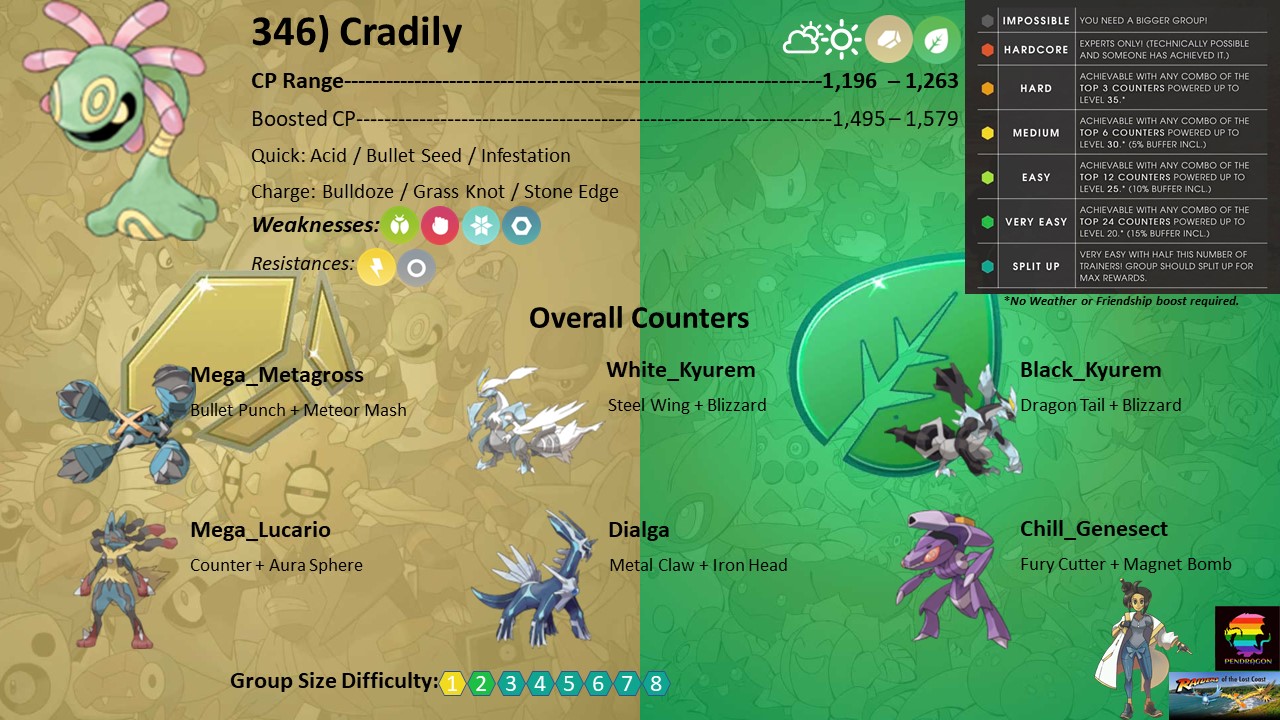 346) Cradily
CP Range----------------------------------------------------------------------1,196 – 1,263
Boosted CP----------------------------------------------------------------------1,495 – 1,579
Quick: Acid / Bullet Seed / Infestation
Charge: Bulldoze / Grass Knot / Stone Edge
Weaknesses:
Resistances:
IMPOSSIBLE YOU NEED A BIGGER GROUP!
HARDCORE EXPERTS ONLY! (TECHNICALLY POSSIBLE
AND SOMEONE HAS ACHIEVED IT.)
HARD ACHIEVABLE WITH ANY COMBO OF THE
TOP 3 COUNTERS POWERED UP TO
LEVEL 35.*
MEDIUM ACHIEVABLE WITH ANY COMBO OF THE
TOP 6 COUNTERS POWERED UP TO
LEVEL 30.* (5% BUFFER INCL.)
EASY ACHIEVABLE WITH ANY COMBO OF THE
TOP 12 COUNTERS POWERED UP TO
LEVEL 25.* (10% BUFFER INCL.)
VERY EASY ACHIEVABLE WITH ANY COMBO OF THE
TOP 24 COUNTERS POWERED UP TO
LEVEL 20.* (15% BUFFER INCL.)
SPLIT UP VERY EASY WITH HALF THIS NUMBER OF
TRAINERS! GROUP SHOULD SPLIT UP FOR
MAX REWARDS.
*No Weather or Friendship boost required.
Overall Counters
Mega_Metagross
Bullet Punch + Meteor Mash
White_Kyurem
Steel Wing + Blizzard
Black_Kyurem
Dragon Tail + Blizzard
Mega_Lucario
Counter + Aura Sphere
Dialga
Metal Claw + Iron Head
Chill_Genesect
Fury Cutter + Magnet Bomb
Group Size Difficulty: 1 2 3 4 5 6 7 8
PENDRAGON
RAIDERS of the Lost Coast